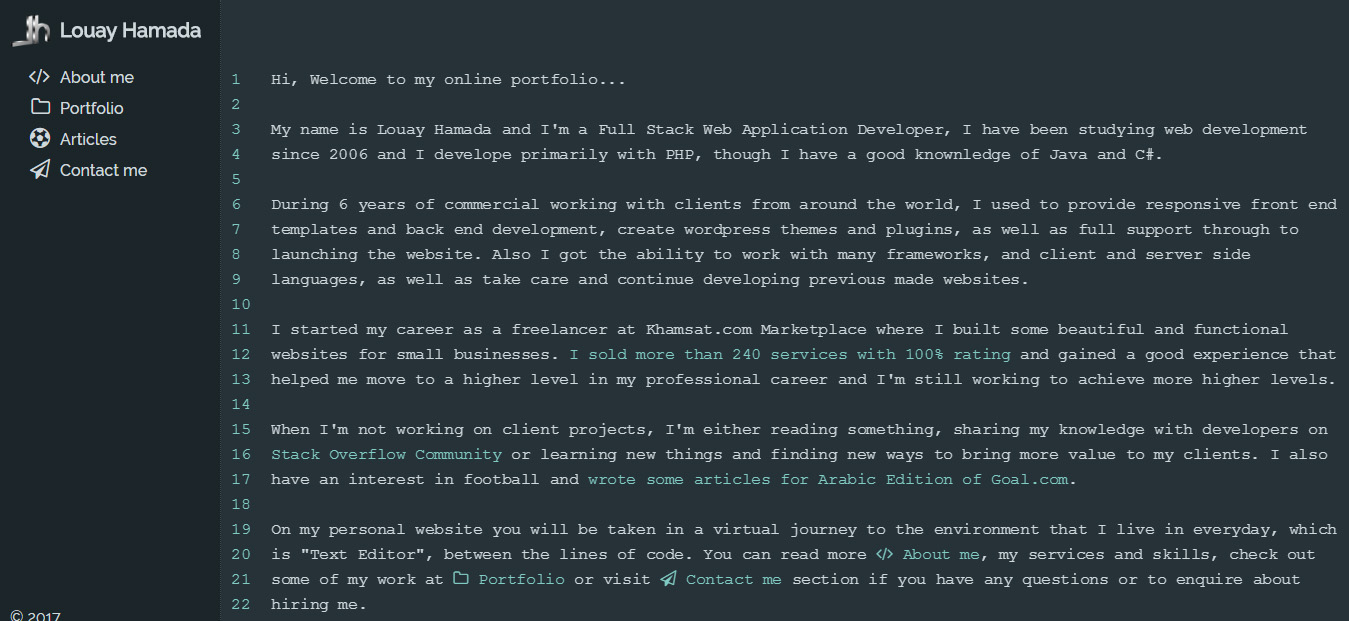 Louay Hamada
About me
Portfolio
Articles
Contact me
© 2017
1 Hi, Welcome to my online portfolio...
2
3 My name is Louay Hamada and I'm a Full Stack Web Application Developer, I have been studying web development
4 since 2006 and I develope primarily with PHP, though I have a good knownledge of Java and C#.
5
6 During 6 years of commercial working with clients from around the world, I used to provide responsive front end
7 templates and back end development, create wordpress themes and plugins, as well as full support through to
8 launching the website. Also I got the ability to work with many frameworks, and client and server side
9 languages, as well as take care and continue developing previous made websites.
10
11 I started my career as a freelancer at Khamsat.com Marketplace where I built some beautiful and functional
12 websites for small businesses. I sold more than 240 services with 100% rating and gained a good experience that
13 helped me move to a higher level in my professional career and I'm still working to achieve more higher levels.
14
15 When I'm not working on client projects, I'm either reading something, sharing my knowledge with developers on
16 Stack Overflow Community or learning new things and finding new ways to bring more value to my clients. I also
17 have an interest in football and wrote some articles for Arabic Edition of Goal.com.
18
19 On my personal website you will be taken in a virtual journey to the environment that I live in everyday, which
20 is "Text Editor", between the lines of code. You can read more </> About me, my services and skills, check out
21 some of my work at Portfolio or visit Contact me section if you have any questions or to enquire about
22 hiring me.